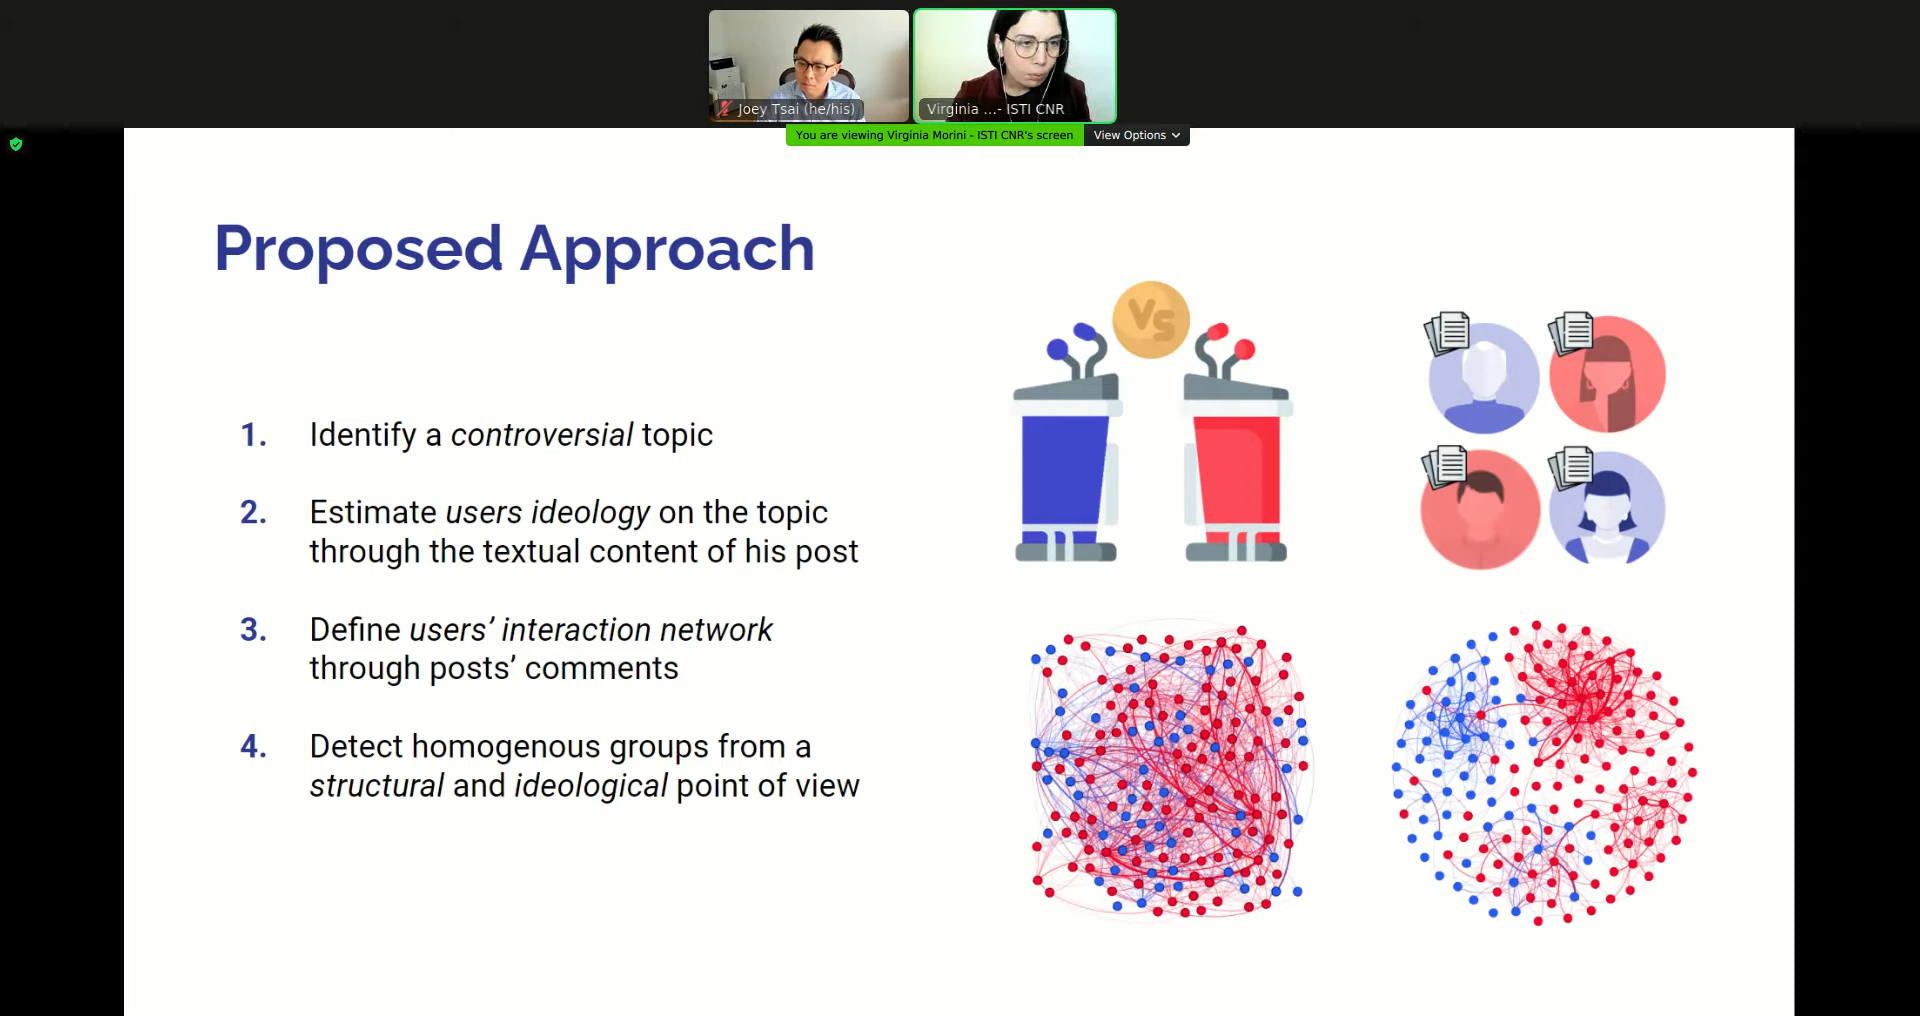 Joey Tsai (he/his)
Virginia ...- ISTI CNR
You are viewing Virginia Morini - ISTI CNR's screen
View Options
Proposed Approach
VS
1. Identify a controversial topic
2. Estimate users ideology on the topic
through the textual content of his post
3. Define users’ interaction network
through posts’ comments
4. Detect homogenous groups from a
structural and ideological point of view